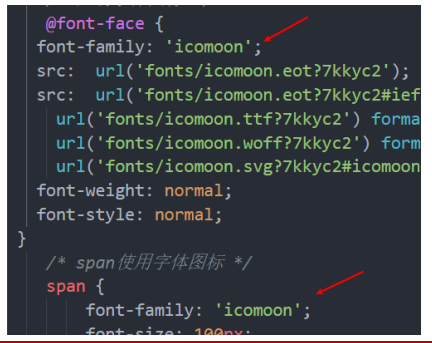 @font-face {
font-family: 'icomoon';
src: url('fonts/icomoon.eot?7kkyc2');
src: url('fonts/icomoon.eot?7kkyc2#ief
url('fonts/icomoon.ttf?7kkyc2') forma
url('fonts/icomoon.woff?7kkyc2') form
url('fonts/icomoon.svg?7kkyc2#icomoon
font-weight: normal;
font-style: normal;
}
/* span使用字体图标 */
span {
font-family: 'icomoon';
font-size: 100px;